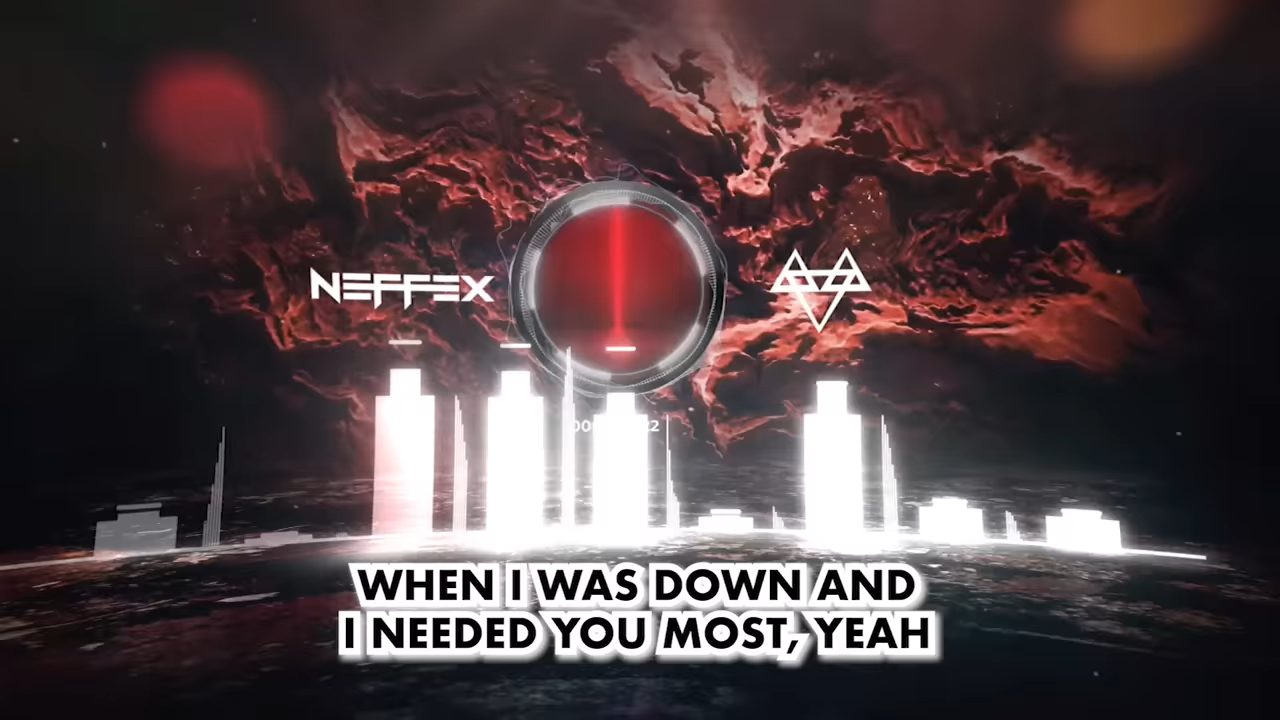 NEFFEX
WHEN I WAS DOWN AND
I NEEDED YOU MOST, YEAH